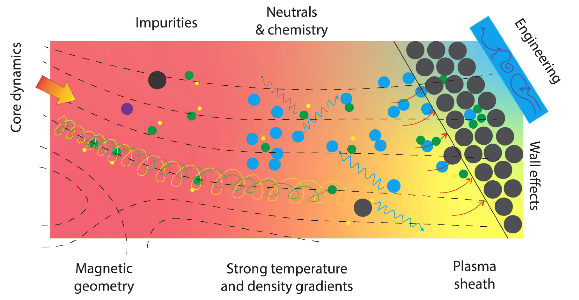 Impurities
Neutrals
& chemistry
Engineering
Core dynamics
Wall effects
Magnetic
geometry
Strong temperature
and density gradients
Plasma
sheath